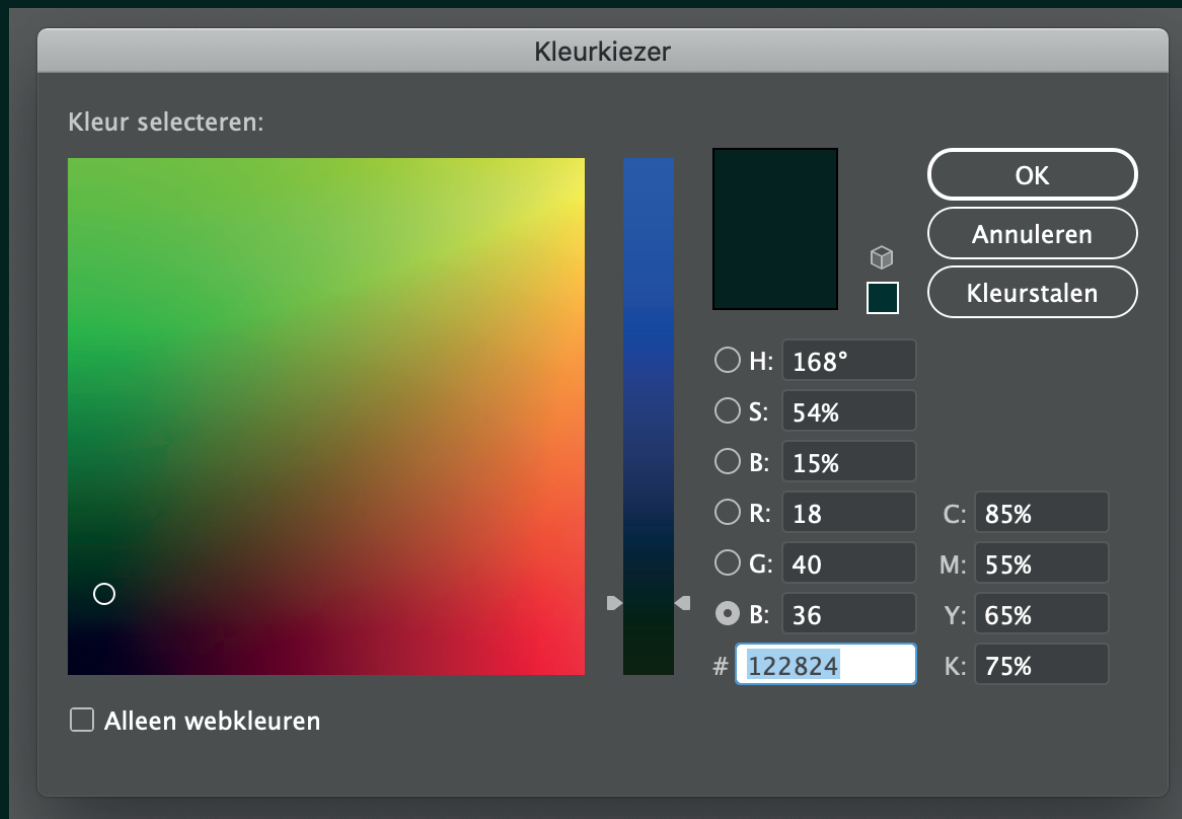 Kleurkiezer
Kleur selecteren:
OK
Annuleren
Kleurstalen
H: 168°
S: 54%
B: 15%
R: 18 C: 85%
G: 40 M: 55%
B: 36 Y: 65%
# 122824 K: 75%
Alleen webkleuren